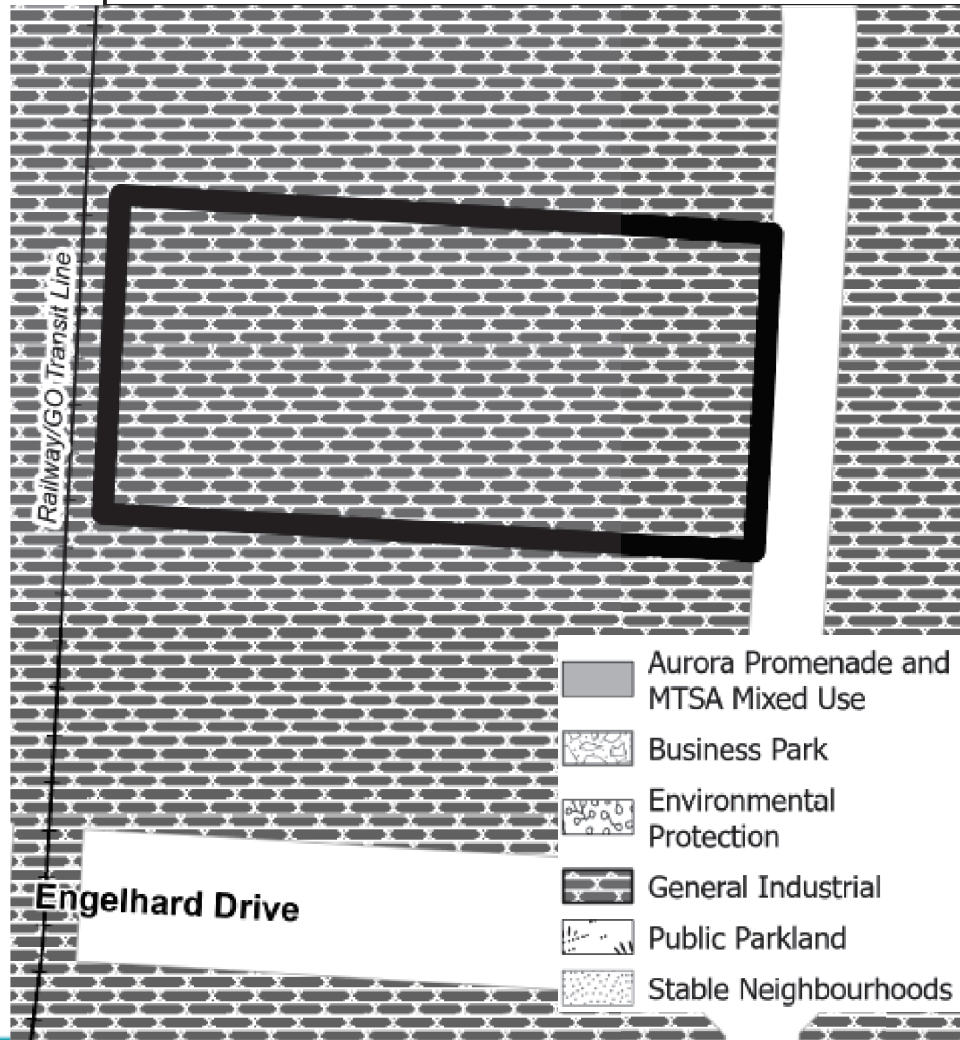 Railway/GO Transit Line
Aurora Promenade and
MTSA Mixed Use
Business Park
Environmental
Protection
General Industrial
Public Parkland
Stable Neighbourhoods
Engelhard Drive